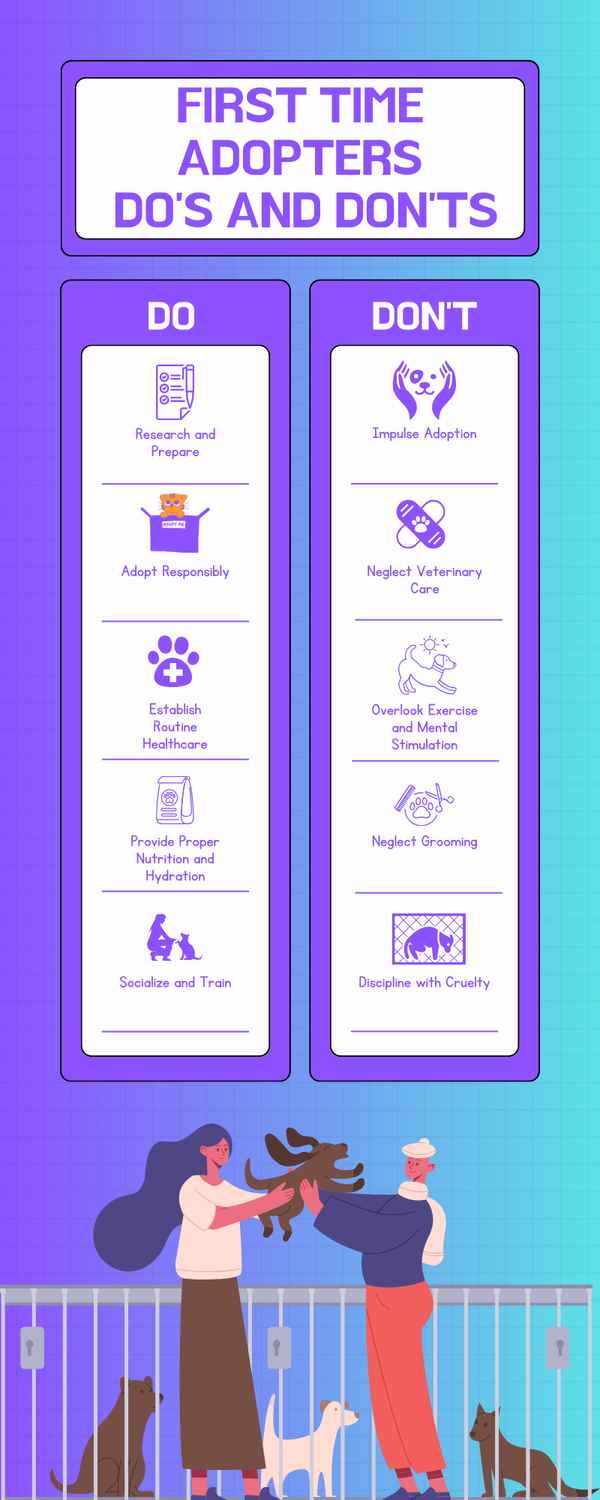 FIRST TIME
ADOPTERS
DO'S AND DON'TS
DO
Research and
Prepare
ADOPT ME
Adopt Responsibly
Establish
Routine
Healthcare
Provide Proper
Nutrition and
Hydration
Socialize and Train
DON'T
Impulse Adoption
Neglect Veterinary
Care
Overlook Exercise
and Mental
Stimulation
Neglect Grooming
Discipline with Cruelty